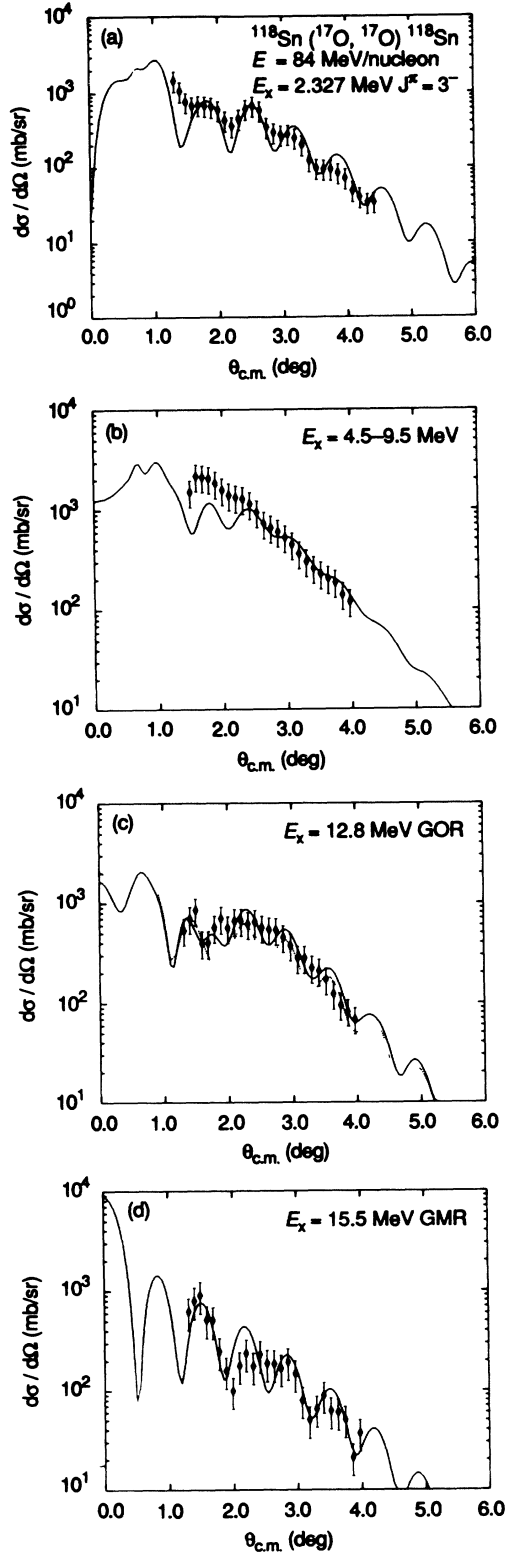 10⁴
(a)
¹¹⁸Sn (¹⁷O, ¹⁷O) ¹¹⁸Sn
E = 84 MeV/nucleon
Eₓ = 2.327 MeV Jᵖ = 3⁻
10³
10²
10¹
10⁰
dσ / dΩ (mb/sr)
0.0 1.0 2.0 3.0 4.0 5.0 6.0
θc.m. (deg)
10⁴
(b)
Eₓ = 4.5–9.5 MeV
10³
10²
10¹
dσ / dΩ (mb/sr)
0.0 1.0 2.0 3.0 4.0 5.0 6.0
θc.m. (deg)
10⁴
(c)
Eₓ = 12.8 MeV GOR
10³
10²
10¹
dσ / dΩ (mb/sr)
0.0 1.0 2.0 3.0 4.0 5.0 6.0
θc.m. (deg)
10⁴
(d)
Eₓ = 15.5 MeV GMR
10³
10²
10¹
dσ / dΩ (mb/sr)
0.0 1.0 2.0 3.0 4.0 5.0 6.0
θc.m. (deg)